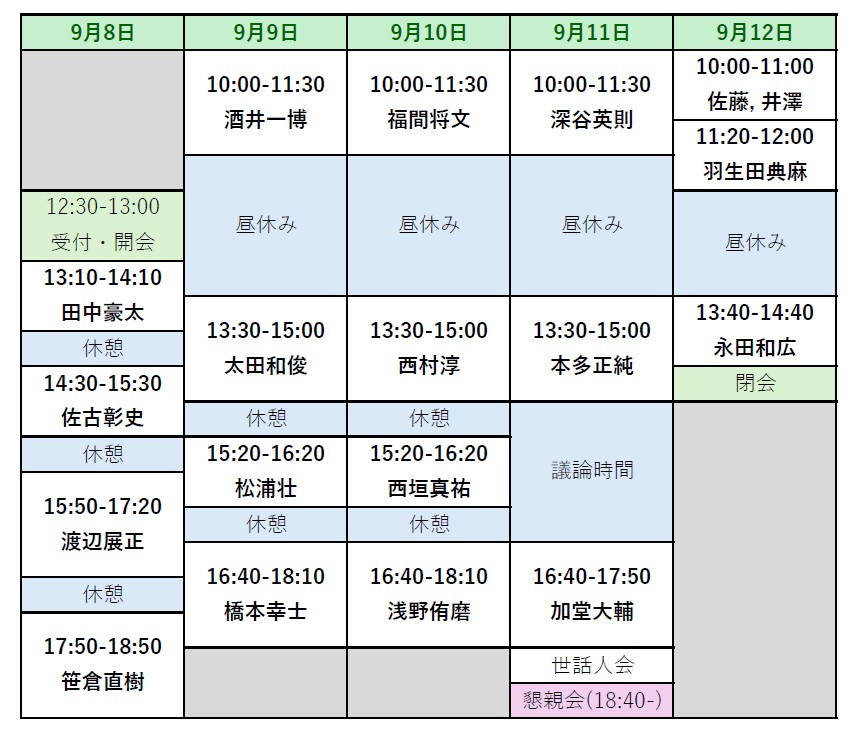 9月8日
12:30-13:00
受付・開会
13:10-14:10
田中豪太
休憩
14:30-15:30
佐古彰史
休憩
15:50-17:20
渡辺展正
休憩
17:50-18:50
笹倉直樹
9月9日
10:00-11:30
酒井一博
昼休み
13:30-15:00
太田和俊
休憩
15:20-16:20
松浦壮
休憩
16:40-18:10
橋本幸士
9月10日
10:00-11:30
福間将文
昼休み
13:30-15:00
西村淳
休憩
15:20-16:20
西垣真祐
休憩
16:40-18:10
浅野侑磨
9月11日
10:00-11:30
深谷英則
昼休み
13:30-15:00
本多正純
議論時間
16:40-17:50
加堂大輔
世話人会
懇親会(18:40-)
9月12日
10:00-11:00
佐藤, 井澤
11:20-12:00
羽生田典麻
昼休み
13:40-14:40
永田和広
閉会